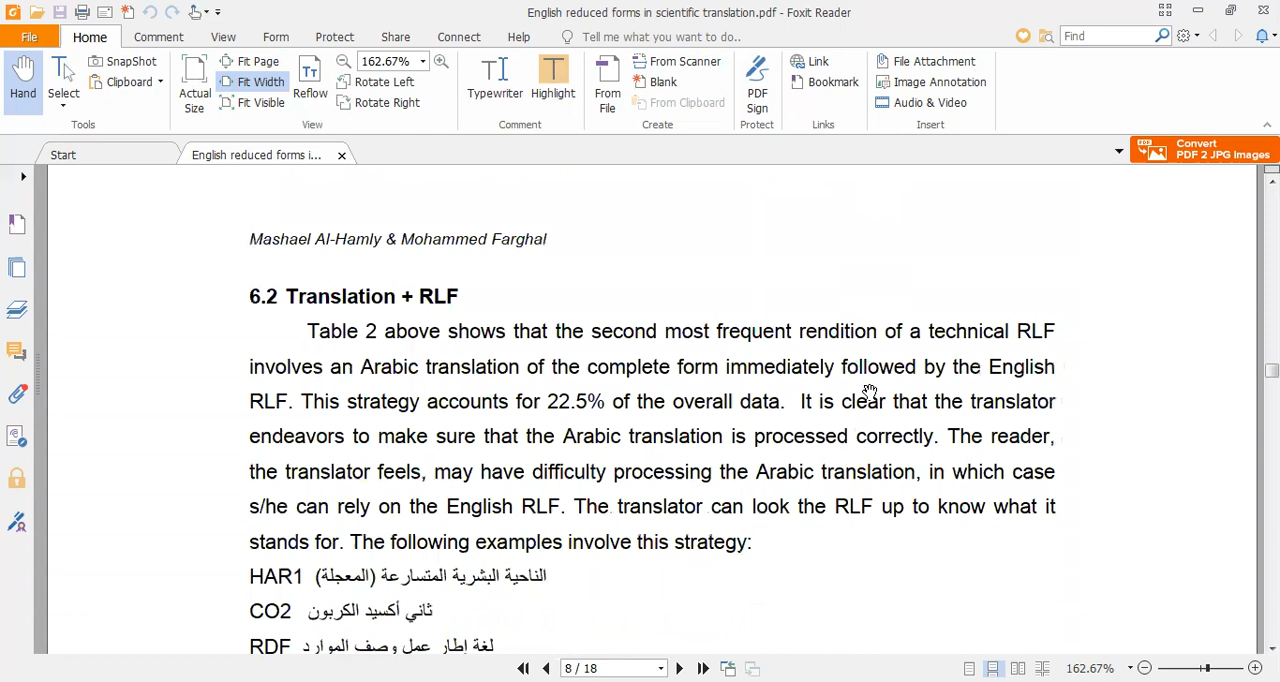 English reduced forms in scientific translation.pdf - Foxit Reader
File Home Comment View Form Protect Share Connect Help Tell me what you want to do.. Find
Hand Select SnapShot Clipboard Actual Size Fit Page Fit Width Fit Visible Reflow 162.67% Rotate Left Rotate Right Typewriter Highlight From File From Scanner Blank From Clipboard PDF Sign Link Bookmark File Attachment Image Annotation Audio & Video
Tools View Comment Create Protect Links Insert
Start English reduced forms i... Convert PDF 2 JPG Images
Mashael Al-Hamly & Mohammed Farghal
6.2 Translation + RLF
Table 2 above shows that the second most frequent rendition of a technical RLF
involves an Arabic translation of the complete form immediately followed by the English
RLF. This strategy accounts for 22.5% of the overall data. It is clear that the translator
endeavors to make sure that the Arabic translation is processed correctly. The reader,
the translator feels, may have difficulty processing the Arabic translation, in which case
s/he can rely on the English RLF. The translator can look the RLF up to know what it
stands for. The following examples involve this strategy:
HAR1 الناحية البشرية المتسارعة (المعجلة)
CO2 ثاني أكسيد الكربون
RDF لغة إطار عمل وصف الموارد
8 / 18 162.67%